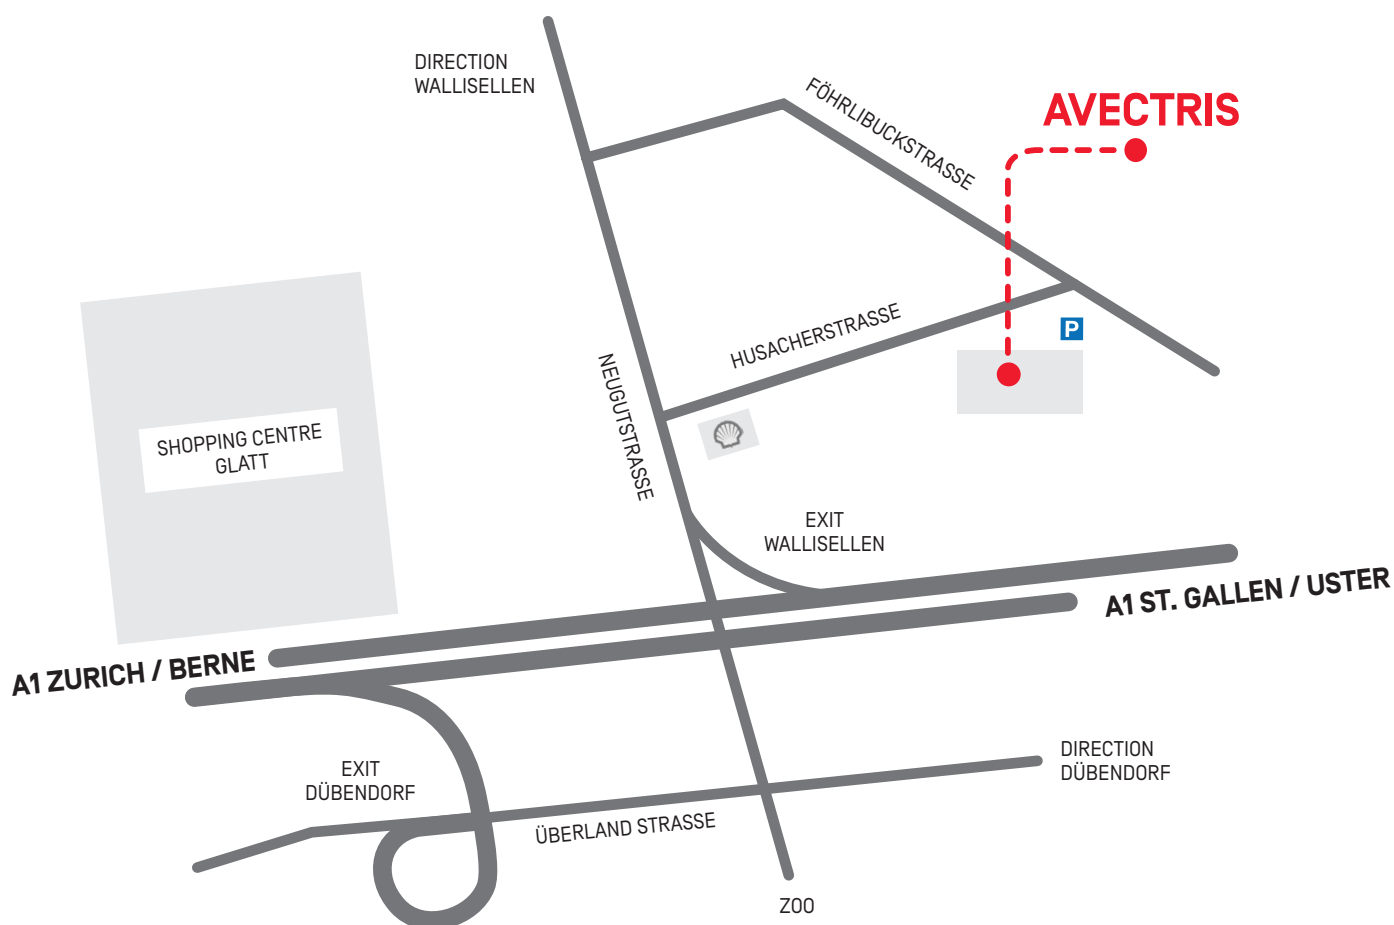 DIRECTION
WALLISELLEN
FÖHRLIBUCKSTRASSE
AVECTRIS
P
HUSACHERSTRASSE
NEUGUTSTRASSE
SHOPPING CENTRE
GLATT
EXIT
WALLISELLEN
A1 ST. GALLEN / USTER
A1 ZURICH / BERNE
DIRECTION
DÜBENDORF
EXIT
DÜBENDORF
ÜBERLAND STRASSE
ZOO